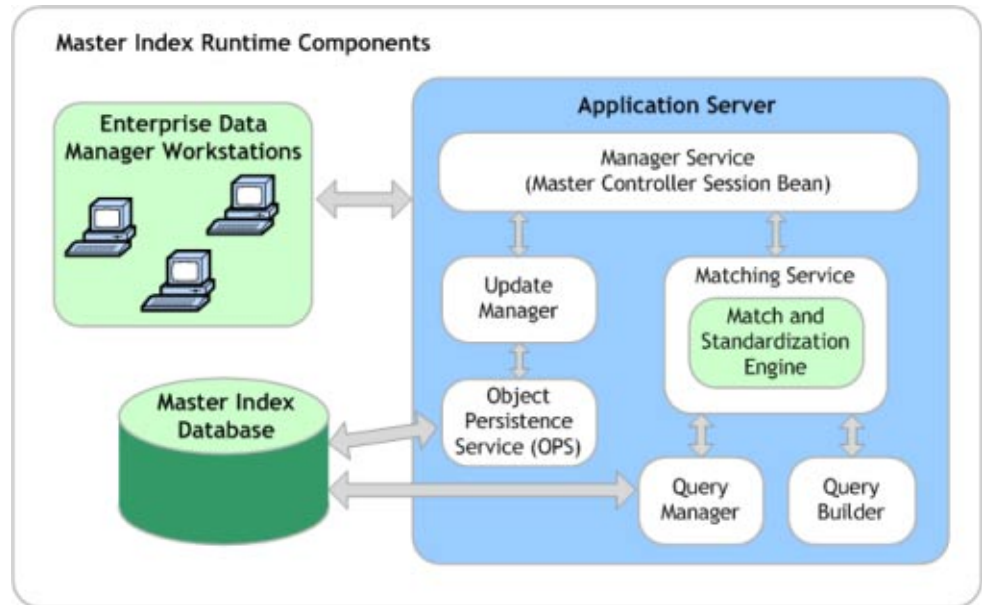 Master Index Runtime Components
Enterprise Data
Manager Workstations
Application Server
Manager Service
(Master Controller Session Bean)
Update
Manager
Matching Service
Match and
Standardization
Engine
Master Index
Database
Object
Persistence
Service (OPS)
Query
Manager
Query
Builder